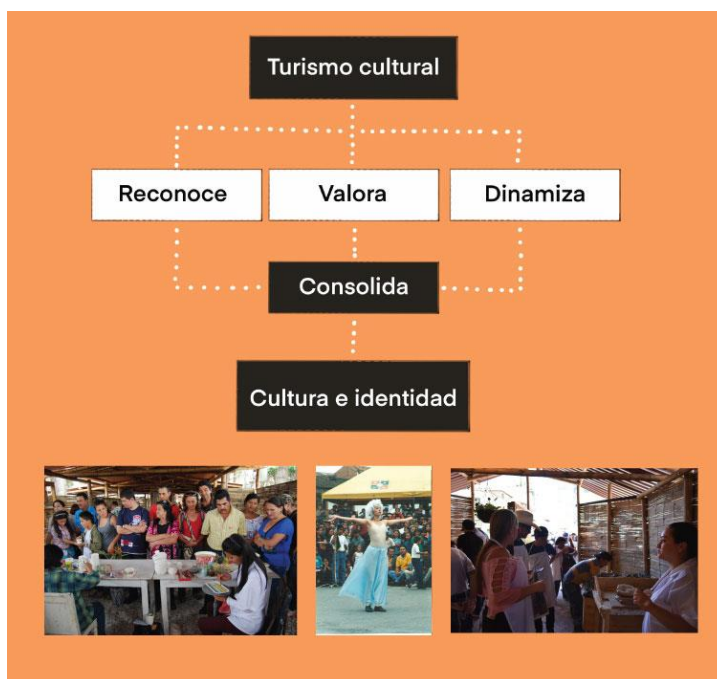 Turismo cultural
Reconoce
Valora
Dinamiza
Consolida
Cultura e identidad